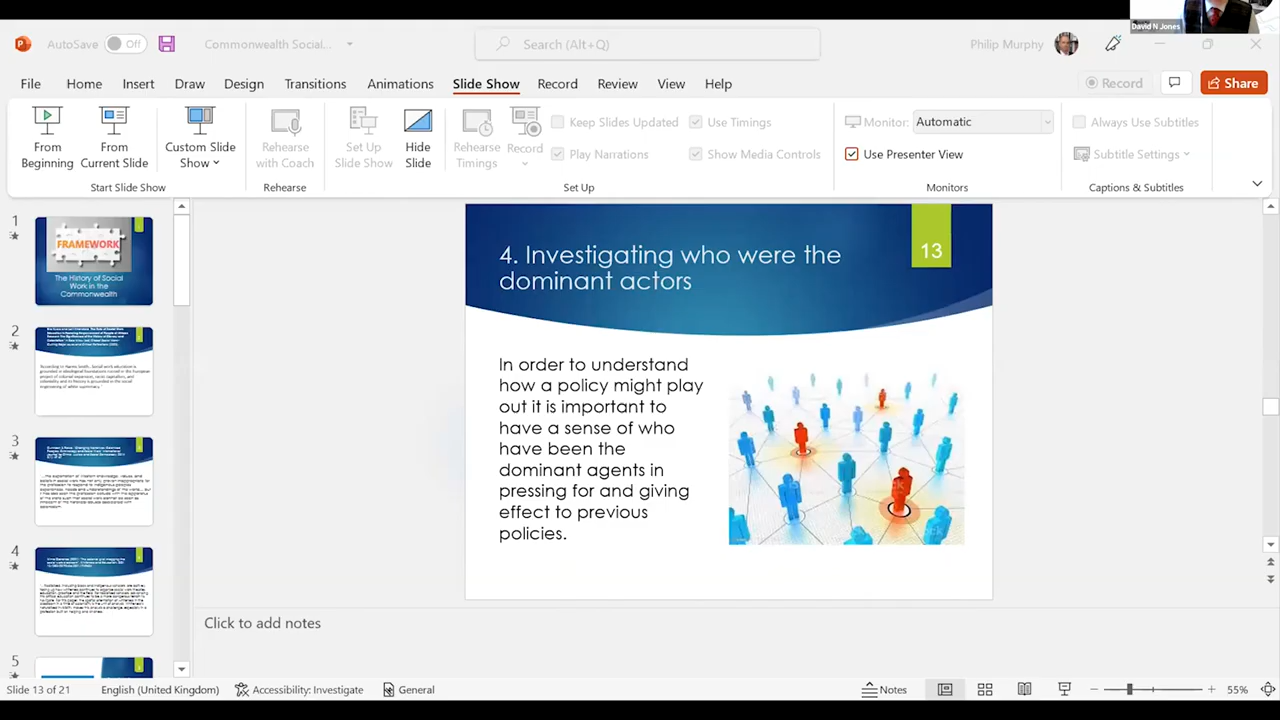 David N Jones
AutoSave Off Commonwealth Social... Search (Alt+Q) Philip Murphy
File Home Insert Draw Design Transitions Animations Slide Show Record Review View Help Record Share
From Beginning
From Current Slide
Custom Slide Show
Start Slide Show
Rehearse with Coach
Rehearse
Set Up Slide Show
Hide Slide
Rehearse Timings
Record
Keep Slides Updated
Play Narrations
Use Timings
Show Media Controls
Set Up
Monitor: Automatic
Use Presenter View
Monitors
Always Use Subtitles
Subtitle Settings
Captions & Subtitles
1
FRAMEWORK
The History of Social
Work in the
Commonwealth
2
3
4
5
4. Investigating who were the
dominant actors
13
In order to understand
how a policy might play
out it is important to
have a sense of who
have been the
dominant agents in
pressing for and giving
effect to previous
policies.
Click to add notes
Slide 13 of 21 English (United Kingdom) Accessibility: Investigate General Notes 55%